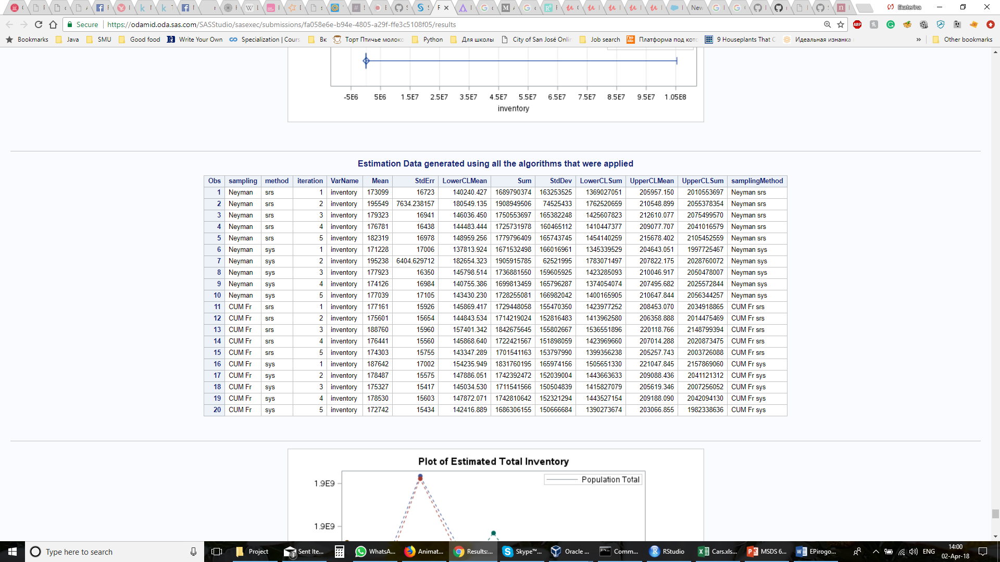 Ekaterina
Secure https://odamid.oda.sas.com/SASStudio/sasexec/submissions/fa058e6e-b94e-4805-a29f-ffe3c5108f05/results
Bookmarks Java SMU Good food Write Your Own Specialization | Cours Вк Торт Птичье молоко Python Для школы City of San José Onlin Job search Платформа под кото 9 Houseplants That C Идеальная изнанка » Other bookmarks
-5E6 5E6 1.5E7 2.5E7 3.5E7 4.5E7 5.5E7 6.5E7 7.5E7 8.5E7 9.5E7 1.05E8
inventory
Estimation Data generated using all the algorithms that were applied
Obs sampling method iteration VarName Mean StdErr LowerCLMean Sum StdDev LowerCLSum UpperCLMean UpperCLSum samplingMethod
1 Neyman srs 1 inventory 173099 16723 140240.427 1689790374 163253525 1369027051 205957.150 2010553697 Neyman srs
2 Neyman srs 2 inventory 195549 7634.238157 180549.135 1908949506 74525433 1762520659 210548.899 2055378354 Neyman srs
3 Neyman srs 3 inventory 179323 16941 146036.450 1750553697 165382248 1425607823 212610.077 2075499570 Neyman srs
4 Neyman srs 4 inventory 176781 16438 144483.444 1725731978 160465112 1410447377 209077.707 2041016579 Neyman srs
5 Neyman srs 5 inventory 182319 16978 148959.256 1779796409 165743745 1454140259 215678.402 2105452559 Neyman srs
6 Neyman sys 1 inventory 171228 17006 137813.924 1671532498 166016961 1345339529 204643.051 1997725467 Neyman sys
7 Neyman sys 2 inventory 195238 6404.629712 182654.323 1905915785 62521995 1783071497 207822.175 2028760072 Neyman sys
8 Neyman sys 3 inventory 177923 16350 145798.514 1736881550 159605925 1423285093 210046.917 2050478007 Neyman sys
9 Neyman sys 4 inventory 174126 16984 140755.386 1699813459 165796287 1374054074 207495.682 2025572844 Neyman sys
10 Neyman sys 5 inventory 177039 17105 143430.230 1728255081 166982042 1400165905 210647.844 2056344257 Neyman sys
11 CUM Fr srs 1 inventory 177161 15926 145869.417 1729448058 155470350 1423977252 208453.070 2034918865 CUM Fr srs
12 CUM Fr srs 2 inventory 175601 15654 144843.534 1714219024 152816483 1413962580 206358.888 2014475469 CUM Fr srs
13 CUM Fr srs 3 inventory 188760 15960 157401.342 1842675645 155802667 1536551896 220118.766 2148799394 CUM Fr srs
14 CUM Fr srs 4 inventory 176441 15560 145868.640 1722421567 151898059 1423969660 207014.288 2020873475 CUM Fr srs
15 CUM Fr srs 5 inventory 174303 15755 143347.289 1701541163 153797990 1399356238 205257.743 2003726088 CUM Fr srs
16 CUM Fr sys 1 inventory 187642 17002 154235.949 1831760195 165974156 1505651330 221047.845 2157869060 CUM Fr sys
17 CUM Fr sys 2 inventory 178487 15575 147886.051 1742392472 152039004 1443663633 209088.436 2041121312 CUM Fr sys
18 CUM Fr sys 3 inventory 175327 15417 145034.530 1711541566 150504839 1415827079 205619.346 2007256052 CUM Fr sys
19 CUM Fr sys 4 inventory 178530 15603 147872.071 1742810642 152321294 1443527154 209188.090 2042094130 CUM Fr sys
20 CUM Fr sys 5 inventory 172742 15434 142416.889 1686306155 150666684 1390273674 203066.855 1982338636 CUM Fr sys
Plot of Estimated Total Inventory
1.9E9
Population Total
1.9E9
Type here to search Project Sent Ite... WhatsA... Animat... Results:... Skype™... Oracle ... Comm... RStudio Cars.xls... MSDS 6... EPirogo... ENG 14:00
02-Apr-18